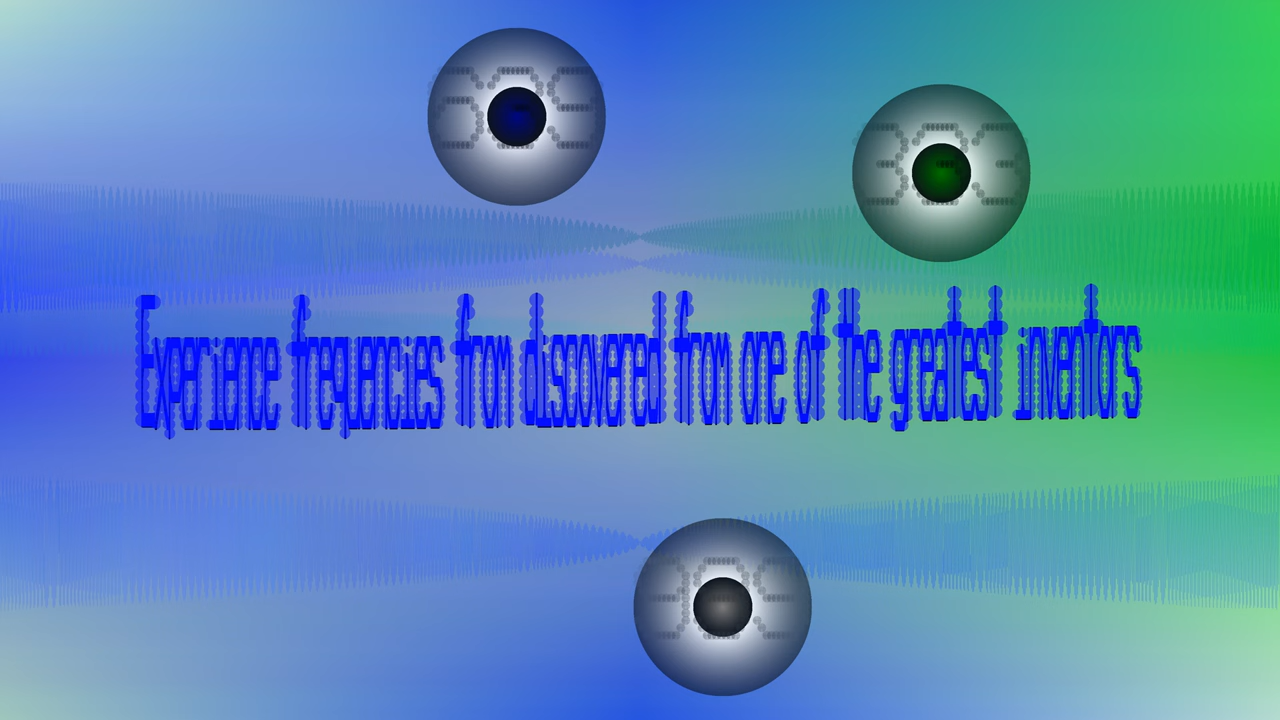 Experience frequencies from discovered from one of the greatest inventors